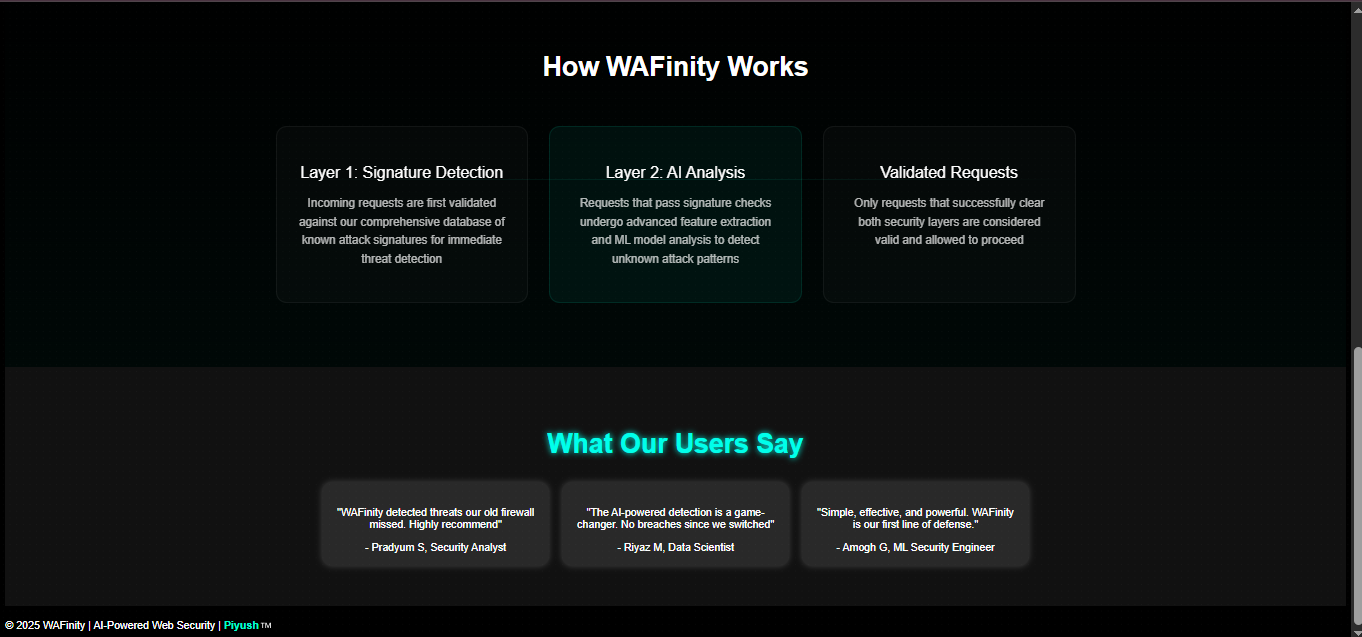 How WAFinity Works
Layer 1: Signature Detection
Incoming requests are first validated
against our comprehensive database of
known attack signatures for immediate
threat detection
Layer 2: AI Analysis
Requests that pass signature checks
undergo advanced feature extraction
and ML model analysis to detect
unknown attack patterns
Validated Requests
Only requests that successfully clear
both security layers are considered
valid and allowed to proceed
What Our Users Say
"WAFinity detected threats our old firewall
missed. Highly recommend"
- Pradyum S, Security Analyst
"The AI-powered detection is a game-
changer. No breaches since we switched"
- Riyaz M, Data Scientist
"Simple, effective, and powerful. WAFinity
is our first line of defense."
- Amogh G, ML Security Engineer
© 2025 WAFinity | AI-Powered Web Security | Piyush™